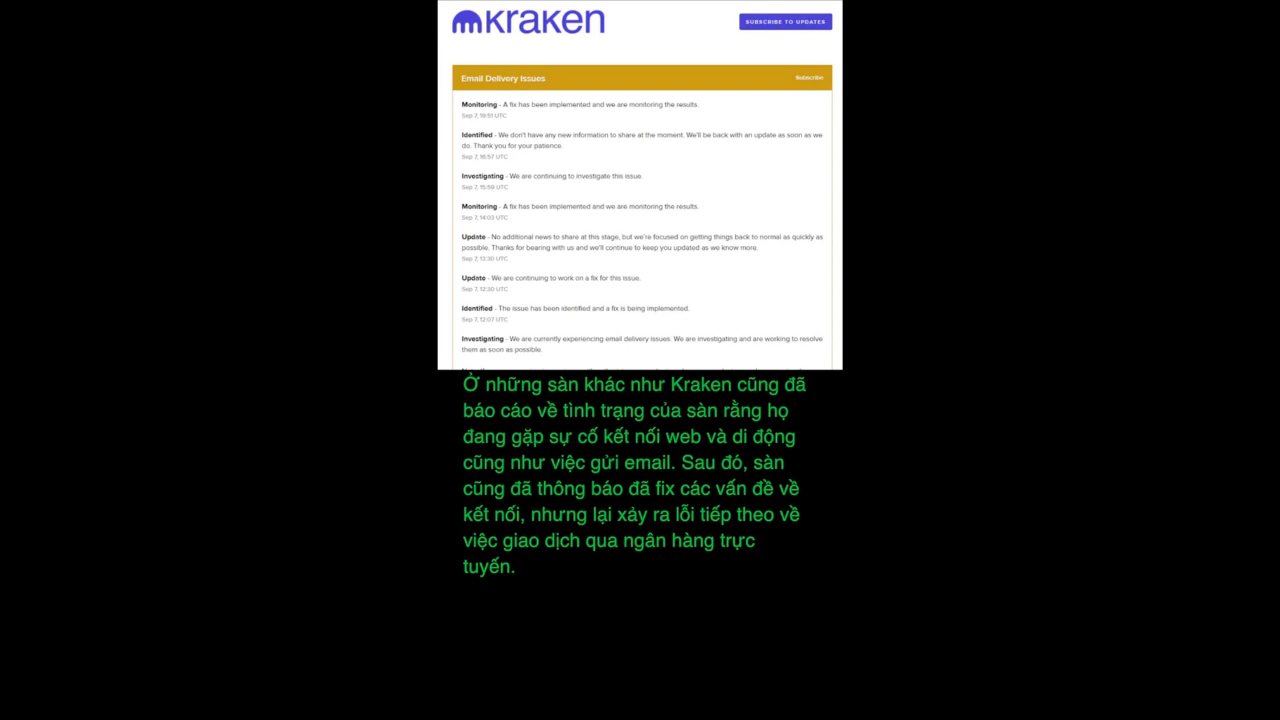 kraken
SUBSCRIBE TO UPDATES
Email Delivery Issues
Subscribe
Monitoring - A fix has been implemented and we are monitoring the results.
Sep 7, 19:51 UTC
Identified - We don't have any new information to share at the moment. We'll be back with an update as soon as we
do. Thank you for your patience.
Sep 7, 16:57 UTC
Investigating - We are continuing to investigate this issue.
Sep 7, 15:59 UTC
Monitoring - A fix has been implemented and we are monitoring the results.
Sep 7, 14:03 UTC
Update - No additional news to share at this stage, but we're focused on getting things back to normal as quickly as
possible. Thanks for bearing with us and we'll continue to keep you updated as we know more.
Sep 7, 13:30 UTC
Update - We are continuing to work on a fix for this issue.
Sep 7, 12:30 UTC
Identified - The issue has been identified and a fix is being implemented.
Sep 7, 12:07 UTC
Investigating - We are currently experiencing email delivery issues. We are investigating and are working to resolve
them as soon as possible.
Ở những sàn khác như Kraken cũng đã
báo cáo về tình trạng của sàn rằng họ
đang gặp sự cố kết nối web và di động
cũng như việc gửi email. Sau đó, sàn
cũng đã thông báo đã fix các vấn đề về
kết nối, nhưng lại xảy ra lỗi tiếp theo về
việc giao dịch qua ngân hàng trực
tuyến.